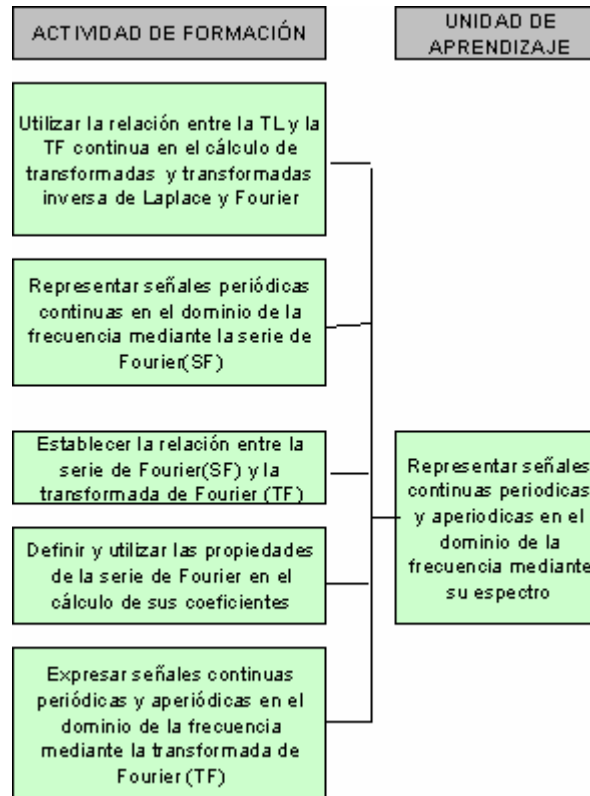 ACTIVIDAD DE FORMACIÓN
UNIDAD DE
APRENDIZAJE
Utilizar la relación entre la TL y la
TF continua en el cálculo de
transformadas y transformadas
inversa de Laplace y Fourier
Representar señales periódicas
continuas en el dominio de la
frecuencia mediante la serie de
Fourier(SF)
Establecer la relación entre la
serie de Fourier(SF) y la
transformada de Fourier (TF)
Definir y utilizar las propiedades
de la serie de Fourier en el
cálculo de sus coeficientes
Expresar señales continuas
periódicas y aperiódicas en el
dominio de la frecuencia
mediante la transformada de
Fourier (TF)
Representar señales
continuas periodicas
y aperiodicas en el
dominio de la
frecuencia mediante
su espectro